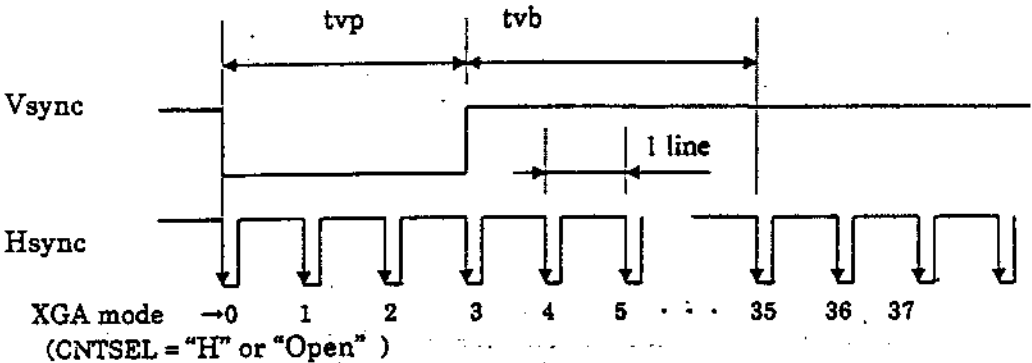 tvp tvb
Vsync
1 line
Hsync
XGA mode →0 1 2 3 4 5 · · · 35 36 37
(CNTSEL = "H" or "Open" )